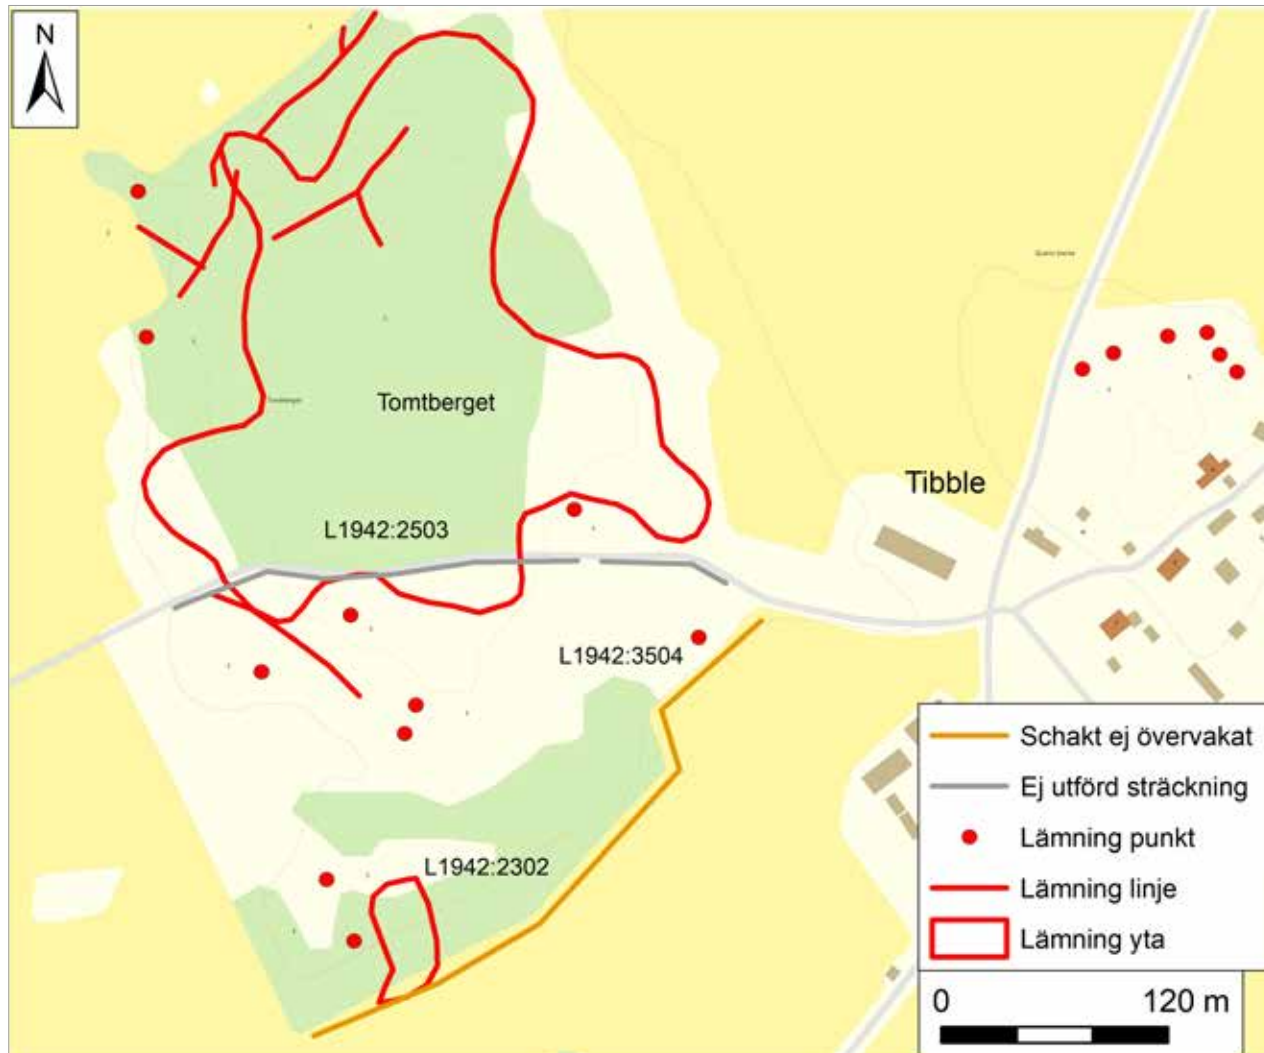 N
Tomtberget
Tibble
L1942:2503
L1942:3504
L1942:2302
Schakt ej övervakat
Ej utförd sträckning
Lämning punkt
Lämning linje
Lämning yta
0 120 m